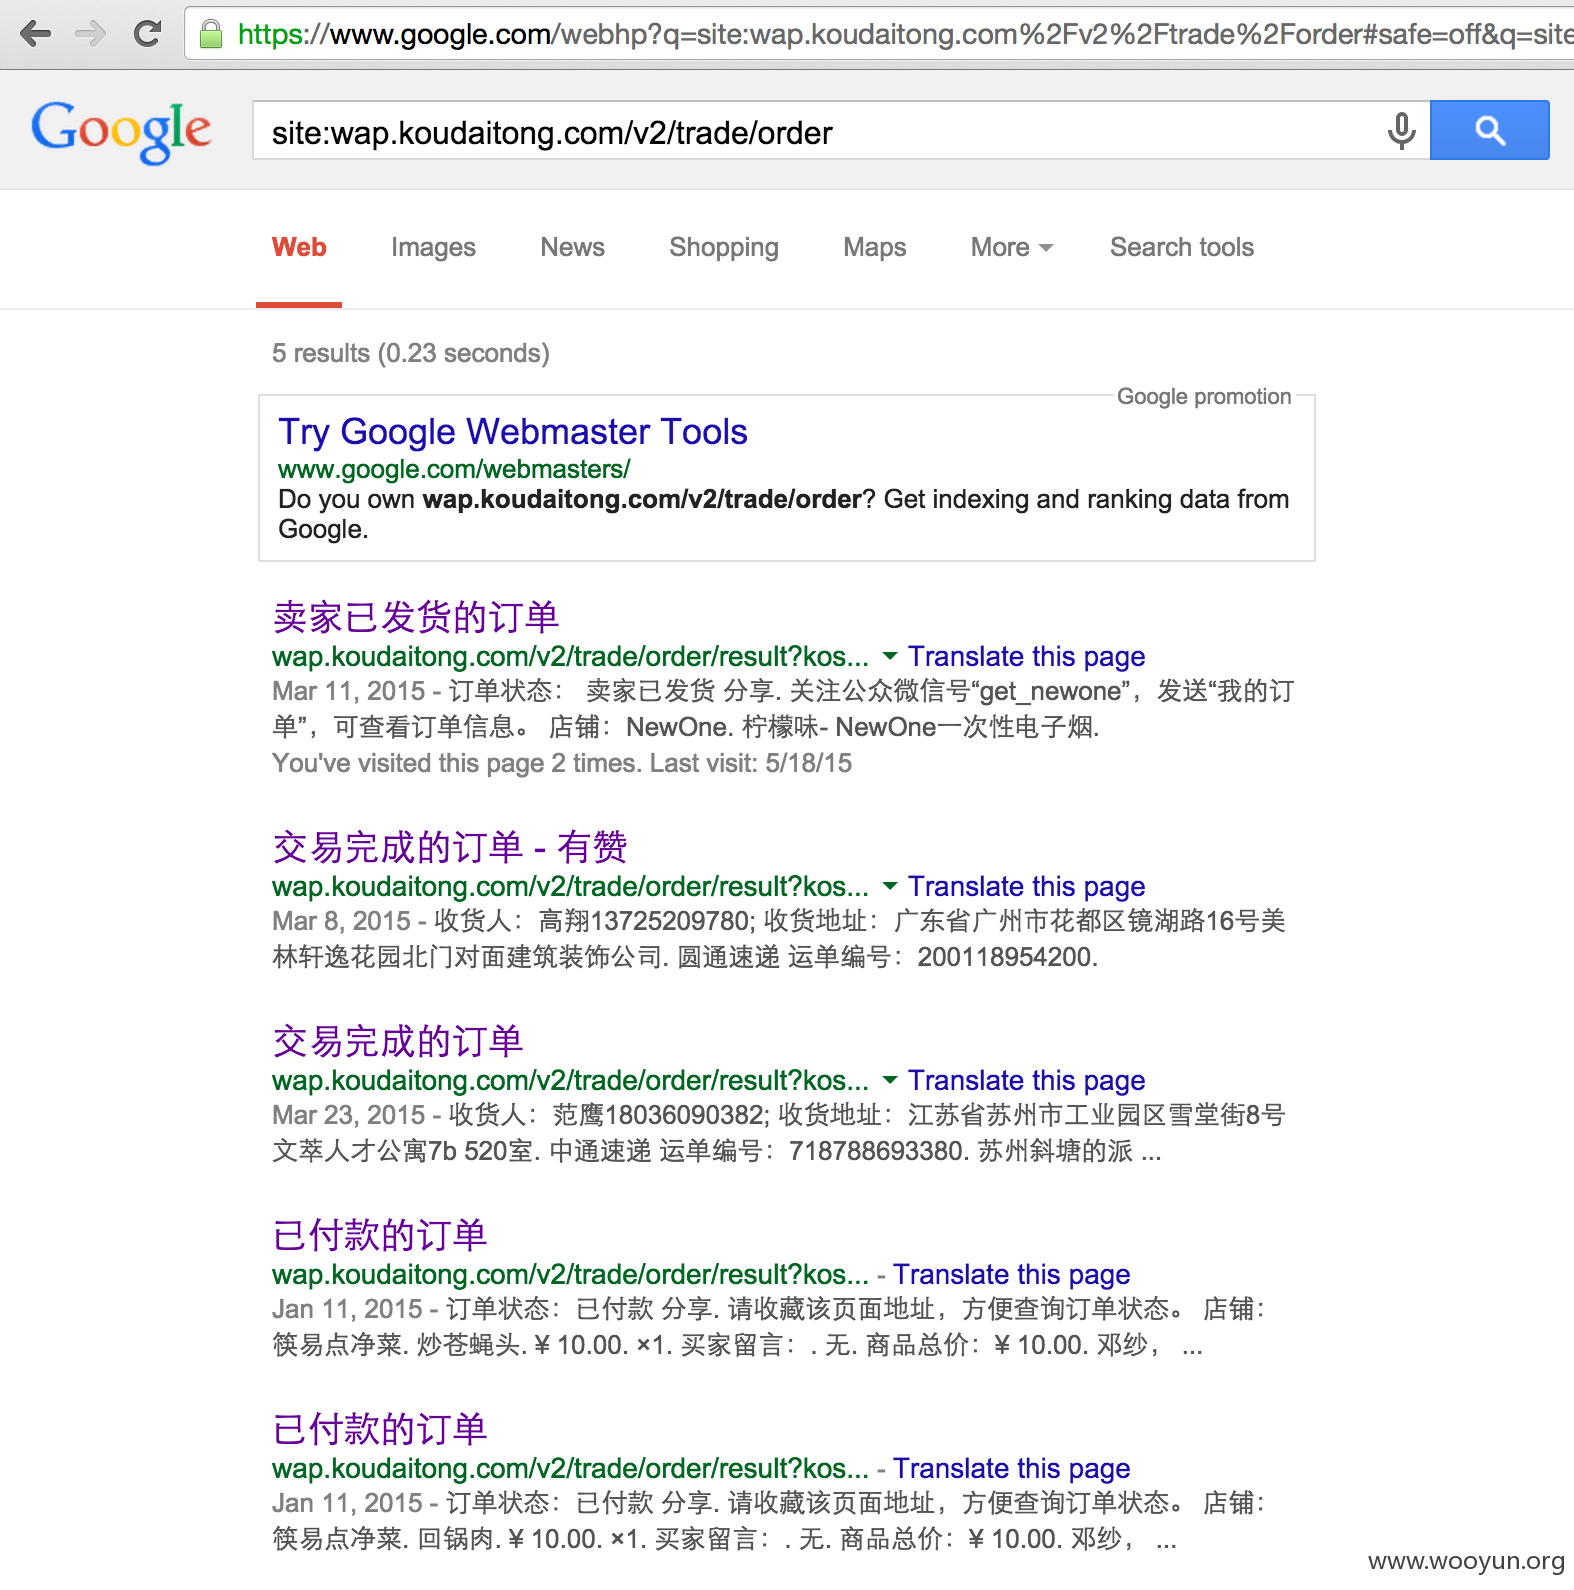 https://www.google.com/webhp?q=site:wap.koudaitong.com%2Fv2%2Ftrade%2Forder#safe=off&q=site
Google
site:wap.koudaitong.com/v2/trade/order
Web Images News Shopping Maps More Search tools
5 results (0.23 seconds)
Google promotion
Try Google Webmaster Tools
www.google.com/webmasters/
Do you own wap.koudaitong.com/v2/trade/order? Get indexing and ranking data from
Google.
卖家已发货的订单
wap.koudaitong.com/v2/trade/order/result?kos... Translate this page
Mar 11, 2015 - 订单状态： 卖家已发货 分享. 关注公众微信号“get_newone”，发送“我的订
单”，可查看订单信息。 店铺：NewOne. 柠檬味- NewOne一次性电子烟.
You've visited this page 2 times. Last visit: 5/18/15
交易完成的订单 - 有赞
wap.koudaitong.com/v2/trade/order/result?kos... Translate this page
Mar 8, 2015 - 收货人：高翔13725209780; 收货地址：广东省广州市花都区镜湖路16号美
林轩逸花园北门对面建筑装饰公司. 圆通速递 运单编号：200118954200.
交易完成的订单
wap.koudaitong.com/v2/trade/order/result?kos... Translate this page
Mar 23, 2015 - 收货人：范鹰18036090382; 收货地址：江苏省苏州市工业园区雪堂街8号
文萃人才公寓7b 520室. 中通速递 运单编号：718788693380. 苏州斜塘的派 ...
已付款的订单
wap.koudaitong.com/v2/trade/order/result?kos... - Translate this page
Jan 11, 2015 - 订单状态：已付款 分享. 请收藏该页面地址，方便查询订单状态。 店铺：
筷易点净菜. 炒苍蝇头. ¥ 10.00. ×1. 买家留言：. 无. 商品总价：¥ 10.00. 邓纱， ...
已付款的订单
wap.koudaitong.com/v2/trade/order/result?kos... - Translate this page
Jan 11, 2015 - 订单状态：已付款 分享. 请收藏该页面地址，方便查询订单状态。 店铺：
筷易点净菜. 回锅肉. ¥ 10.00. ×1. 买家留言：. 无. 商品总价：¥ 10.00. 邓纱， ...
www.wooyun.org